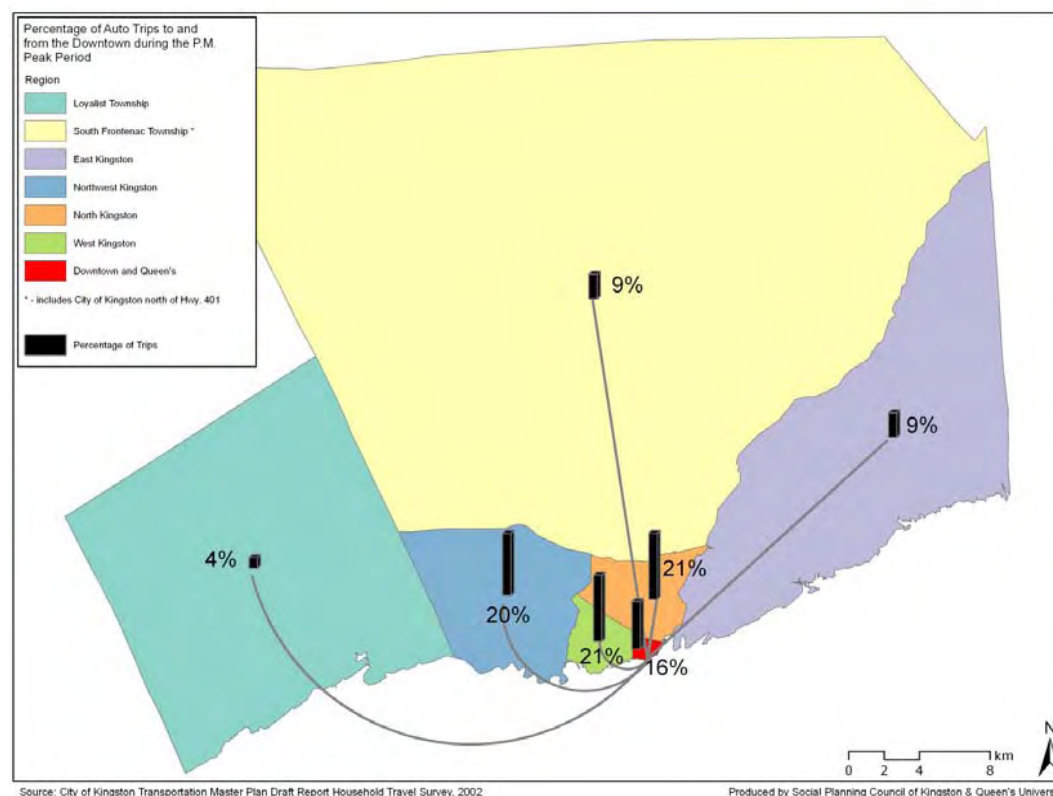 Percentage of Auto Trips to and
from the Downtown during the P.M.
Peak Period
Region
Loyalist Township
South Frontenac Township *
East Kingston
Northwest Kingston
North Kingston
West Kingston
Downtown and Queen's
* - includes City of Kingston north of Hwy. 401
Percentage of Trips
9%
9%
4%
21%
20%
21%
16%
N
km
0 2 4 8
Source: City of Kingston Transportation Master Plan Draft Report Household Travel Survey, 2002
Produced by Social Planning Council of Kingston & Queen's